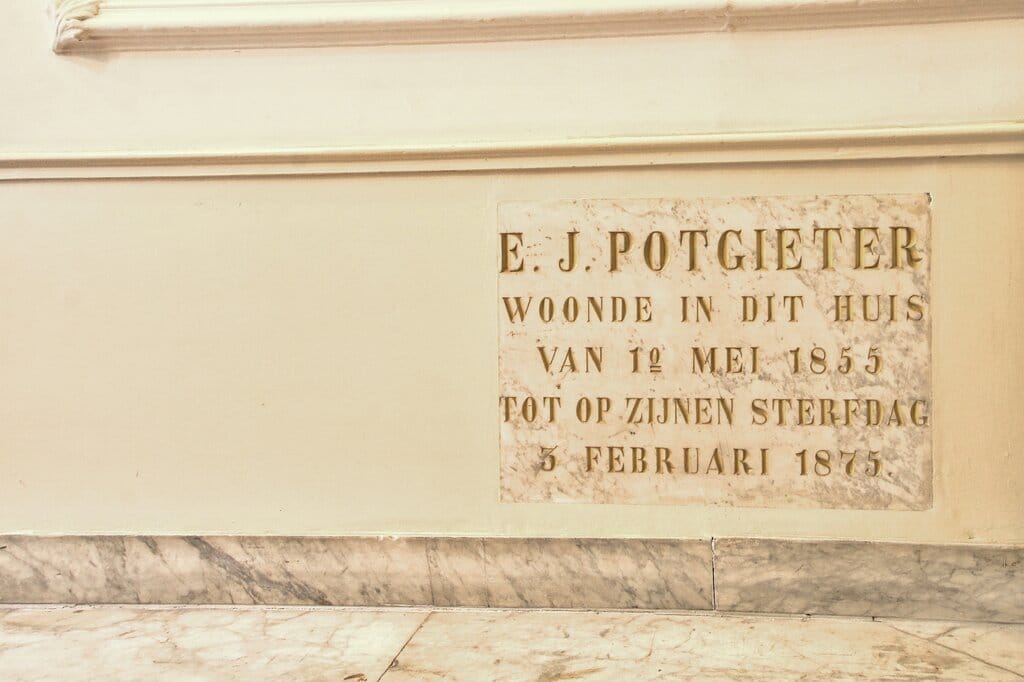 E. J. POTGIETER
WOONDE IN DIT HUIS
VAN 1º MEI 1855
TOT OP ZIJNEN STERFDAG
3 FEBRUARI 1875.